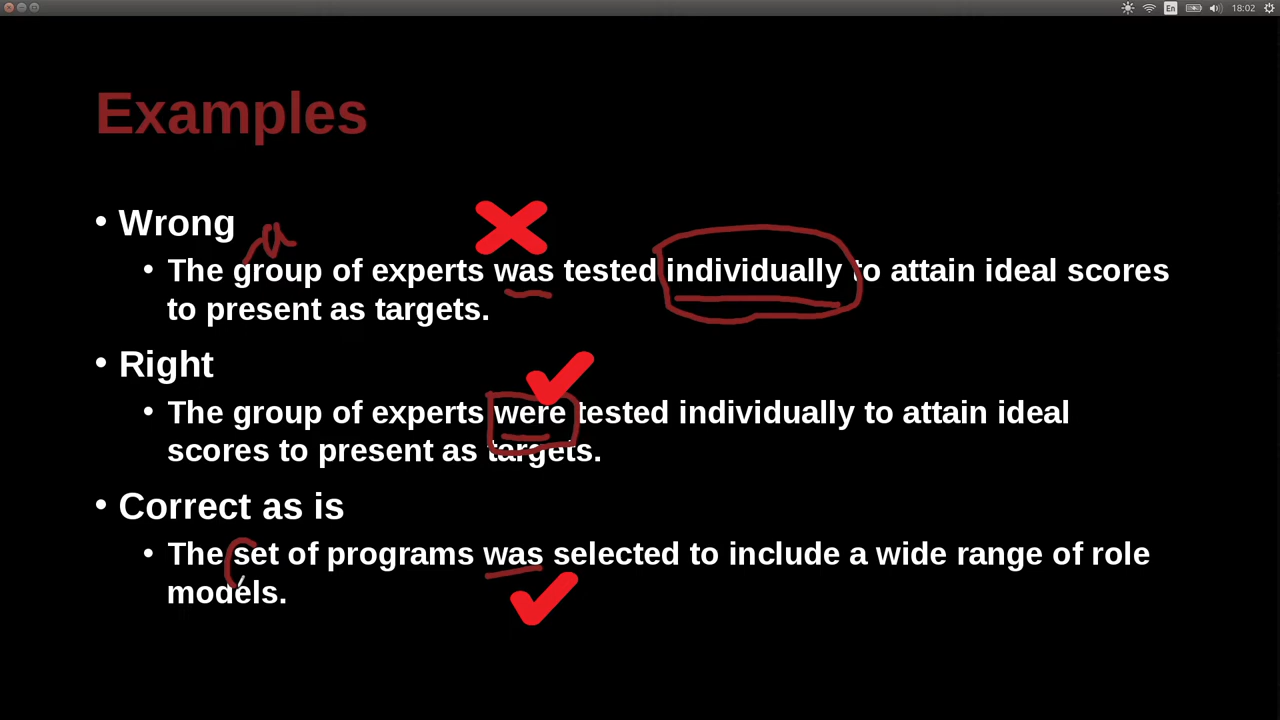 En 18:02
Examples
• Wrong
• The group of experts was tested individually to attain ideal scores
to present as targets.
• Right
• The group of experts were tested individually to attain ideal
scores to present as targets.
• Correct as is
• The set of programs was selected to include a wide range of role
models.